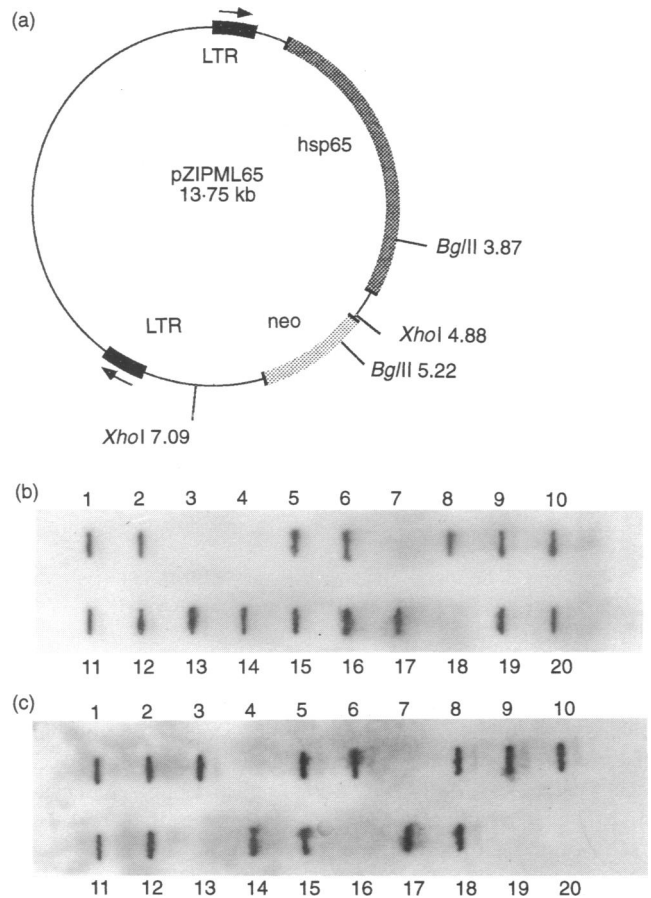 (a)
LTR
hsp65
pZIPML65
13·75 kb
BglII 3.87
LTR
neo
XhoI 4.88
BglII 5.22
XhoI 7.09
(b)
1 2 3 4 5 6 7 8 9 10
11 12 13 14 15 16 17 18 19 20
(c)
1 2 3 4 5 6 7 8 9 10
11 12 13 14 15 16 17 18 19 20